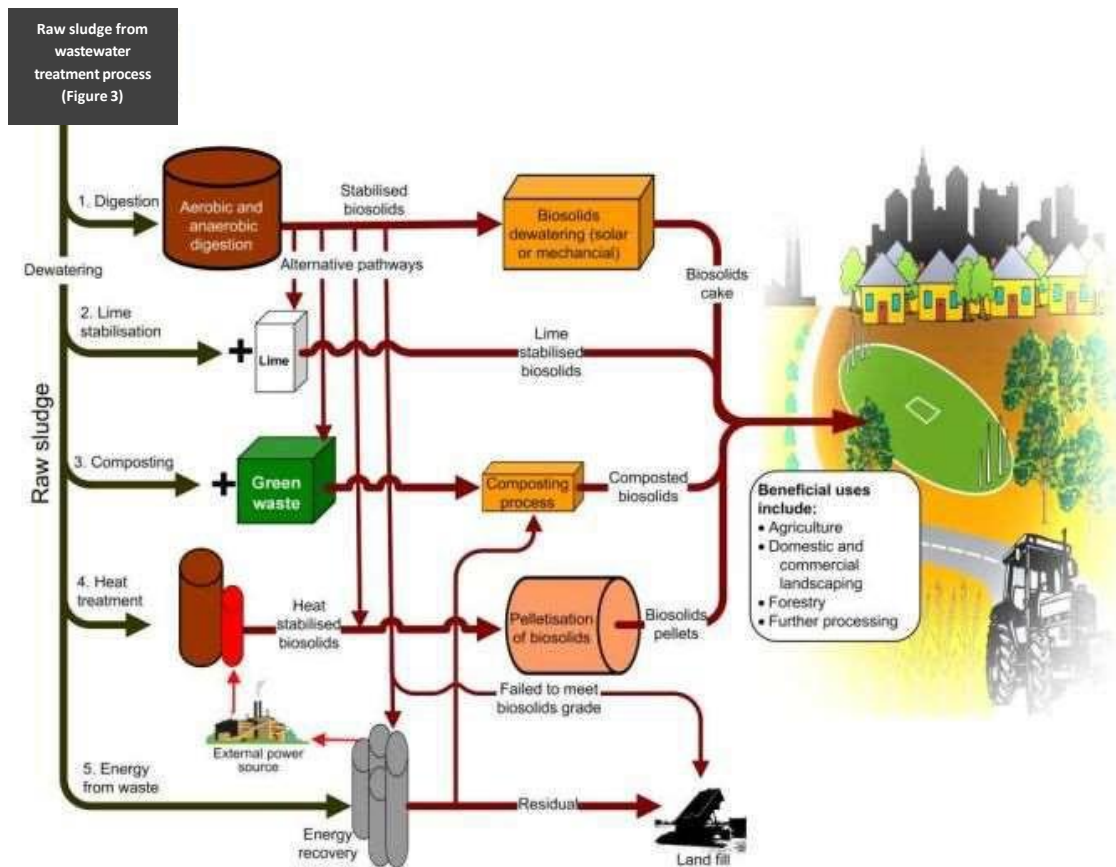 Raw sludge from
wastewater
treatment process
(Figure 3)
1. Digestion
Aerobic and
anaerobic
digestion
Stabilised
biosolids
Biosolids
dewatering (solar
or mechancial)
Alternative pathways
Biosolids
cake
Dewatering
2. Lime
stabilisation
+
Lime
Lime
stabilised
biosolids
Raw sludge
3. Composting
+
Green
waste
Composting
process
Composted
biosolids
Beneficial uses
include:
• Agriculture
• Domestic and
commercial
landscaping
• Forestry
• Further processing
4. Heat
treatment
Heat
stabilised
biosolids
Pelletisation
of biosolids
Biosolids
pellets
Failed to meet
biosolids grade
External power
source
5. Energy
from waste
Energy
recovery
Residual
Land fill